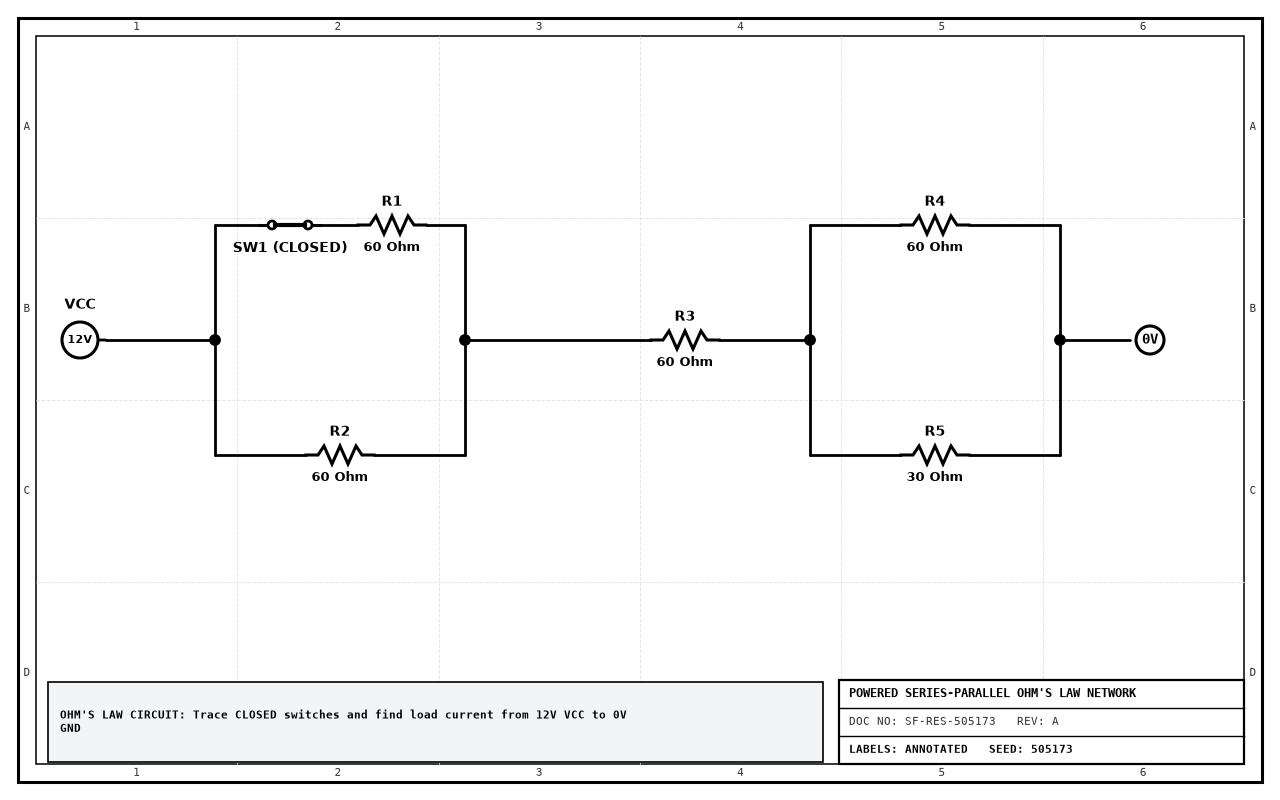 1 2 3 4 5 6
A A
R1 R4
SW1 (CLOSED) 60 Ohm 60 Ohm
VCC
B B
R3
12V 0V
60 Ohm
R2 R5
60 Ohm 30 Ohm
C C
D D
OHM'S LAW CIRCUIT: Trace CLOSED switches and find load current from 12V VCC to 0V
GND
POWERED SERIES-PARALLEL OHM'S LAW NETWORK
DOC NO: SF-RES-505173 REV: A
LABELS: ANNOTATED SEED: 505173
1 2 3 4 5 6